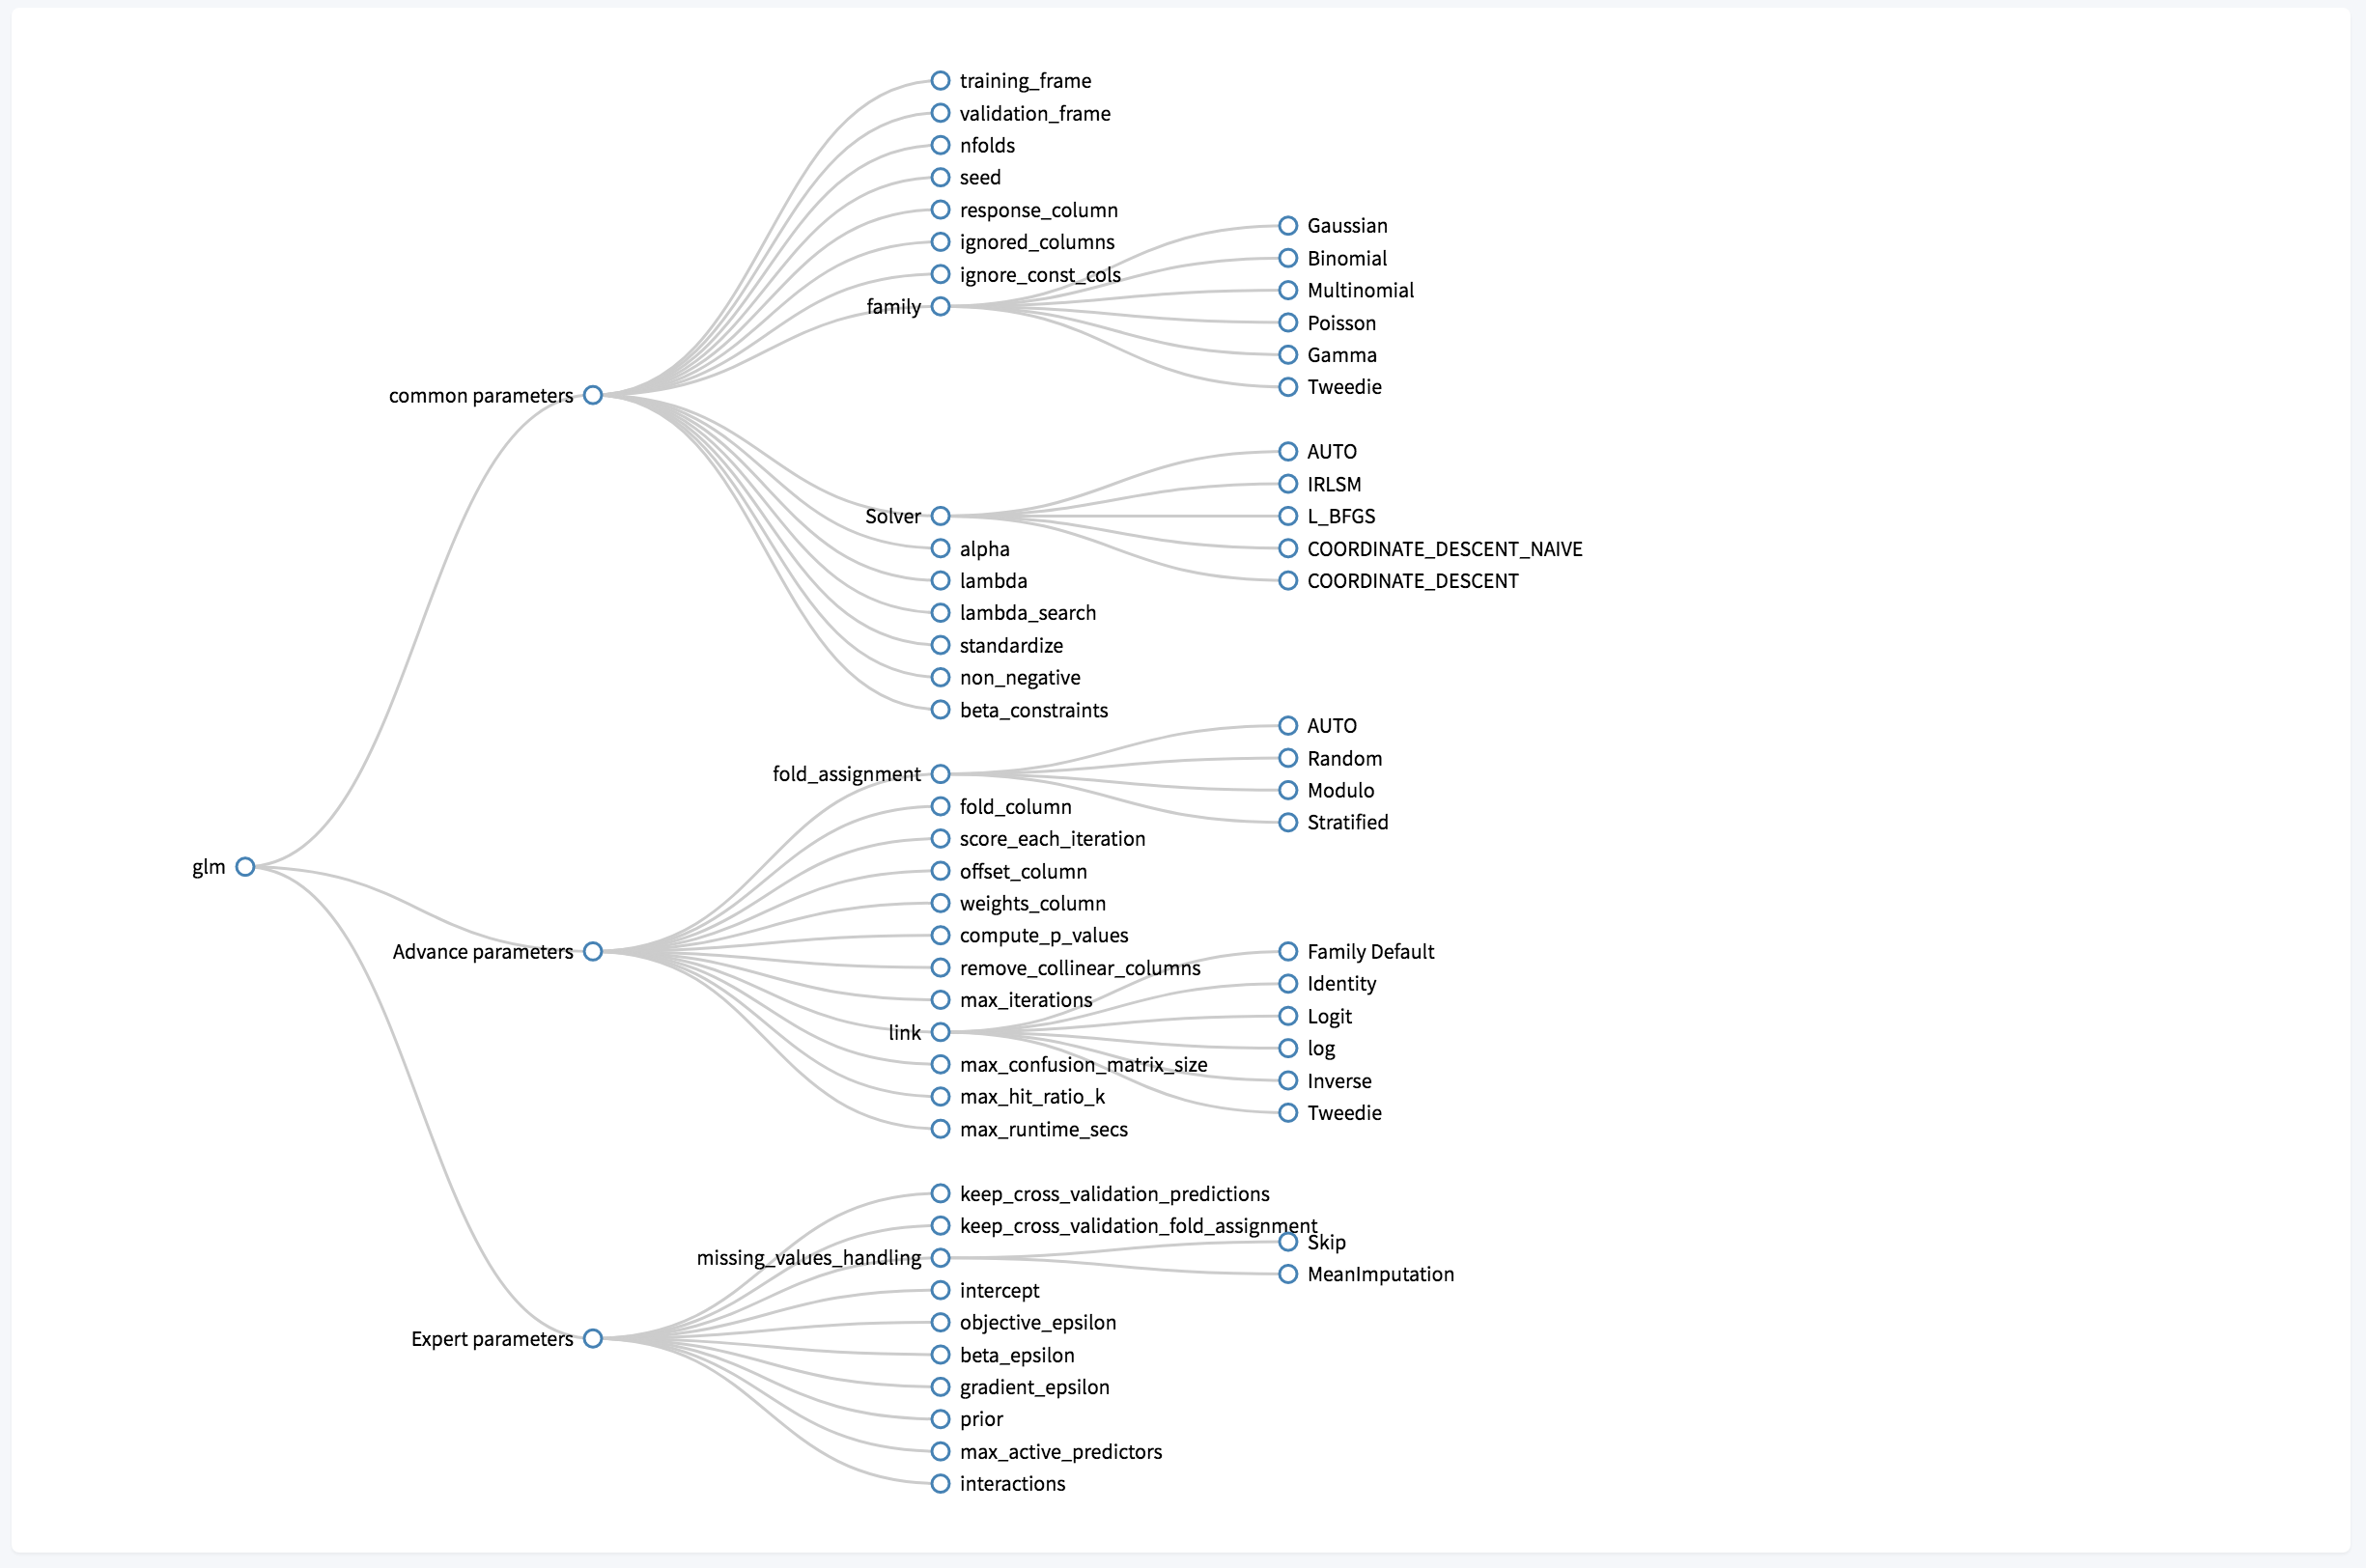 glm
common parameters
training_frame
validation_frame
nfolds
seed
response_column
ignored_columns
ignore_const_cols
family
Gaussian
Binomial
Multinomial
Poisson
Gamma
Tweedie
Solver
AUTO
IRLSM
L_BFGS
COORDINATE_DESCENT_NAIVE
COORDINATE_DESCENT
alpha
lambda
lambda_search
standardize
non_negative
beta_constraints
Advance parameters
fold_assignment
AUTO
Random
Modulo
Stratified
fold_column
score_each_iteration
offset_column
weights_column
compute_p_values
remove_collinear_columns
max_iterations
link
Family Default
Identity
Logit
log
Inverse
Tweedie
max_confusion_matrix_size
max_hit_ratio_k
max_runtime_secs
Expert parameters
keep_cross_validation_predictions
keep_cross_validation_fold_assignment
missing_values_handling
Skip
MeanImputation
intercept
objective_epsilon
beta_epsilon
gradient_epsilon
prior
max_active_predictors
interactions